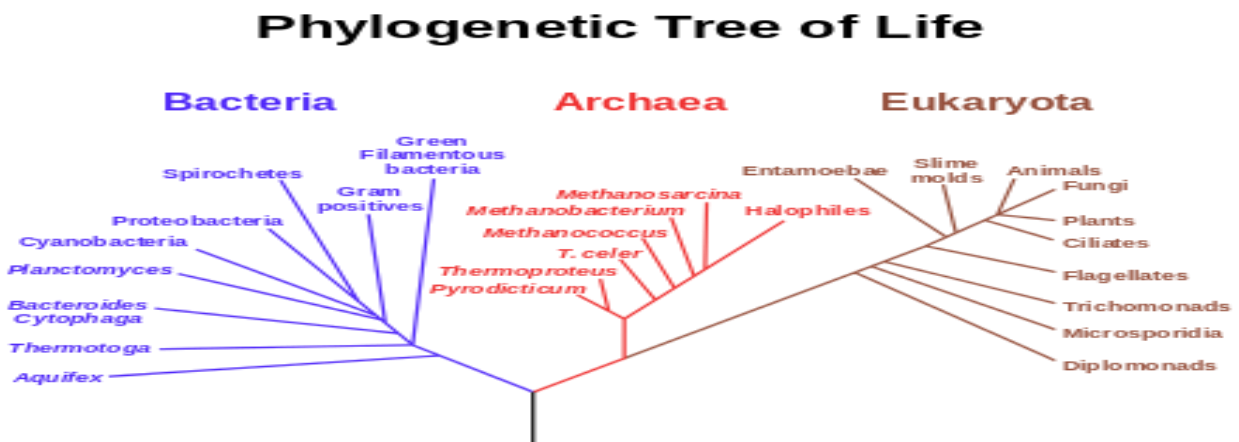 Phylogenetic Tree of Life
Bacteria
Archaea
Eukaryota
Green
Filamentous
bacteria
Spirochetes
Gram
positives
Proteobacteria
Cyanobacteria
Planctomyces
Bacteroides
Cytophaga
Thermotoga
Aquifex
Methanosarcina
Methanobacterium
Halophiles
Methanococcus
T. celer
Thermoproteus
Pyrodicticum
Entamoebae
Slime
molds
Animals
Fungi
Plants
Ciliates
Flagellates
Trichomonads
Microsporidia
Diplomonads